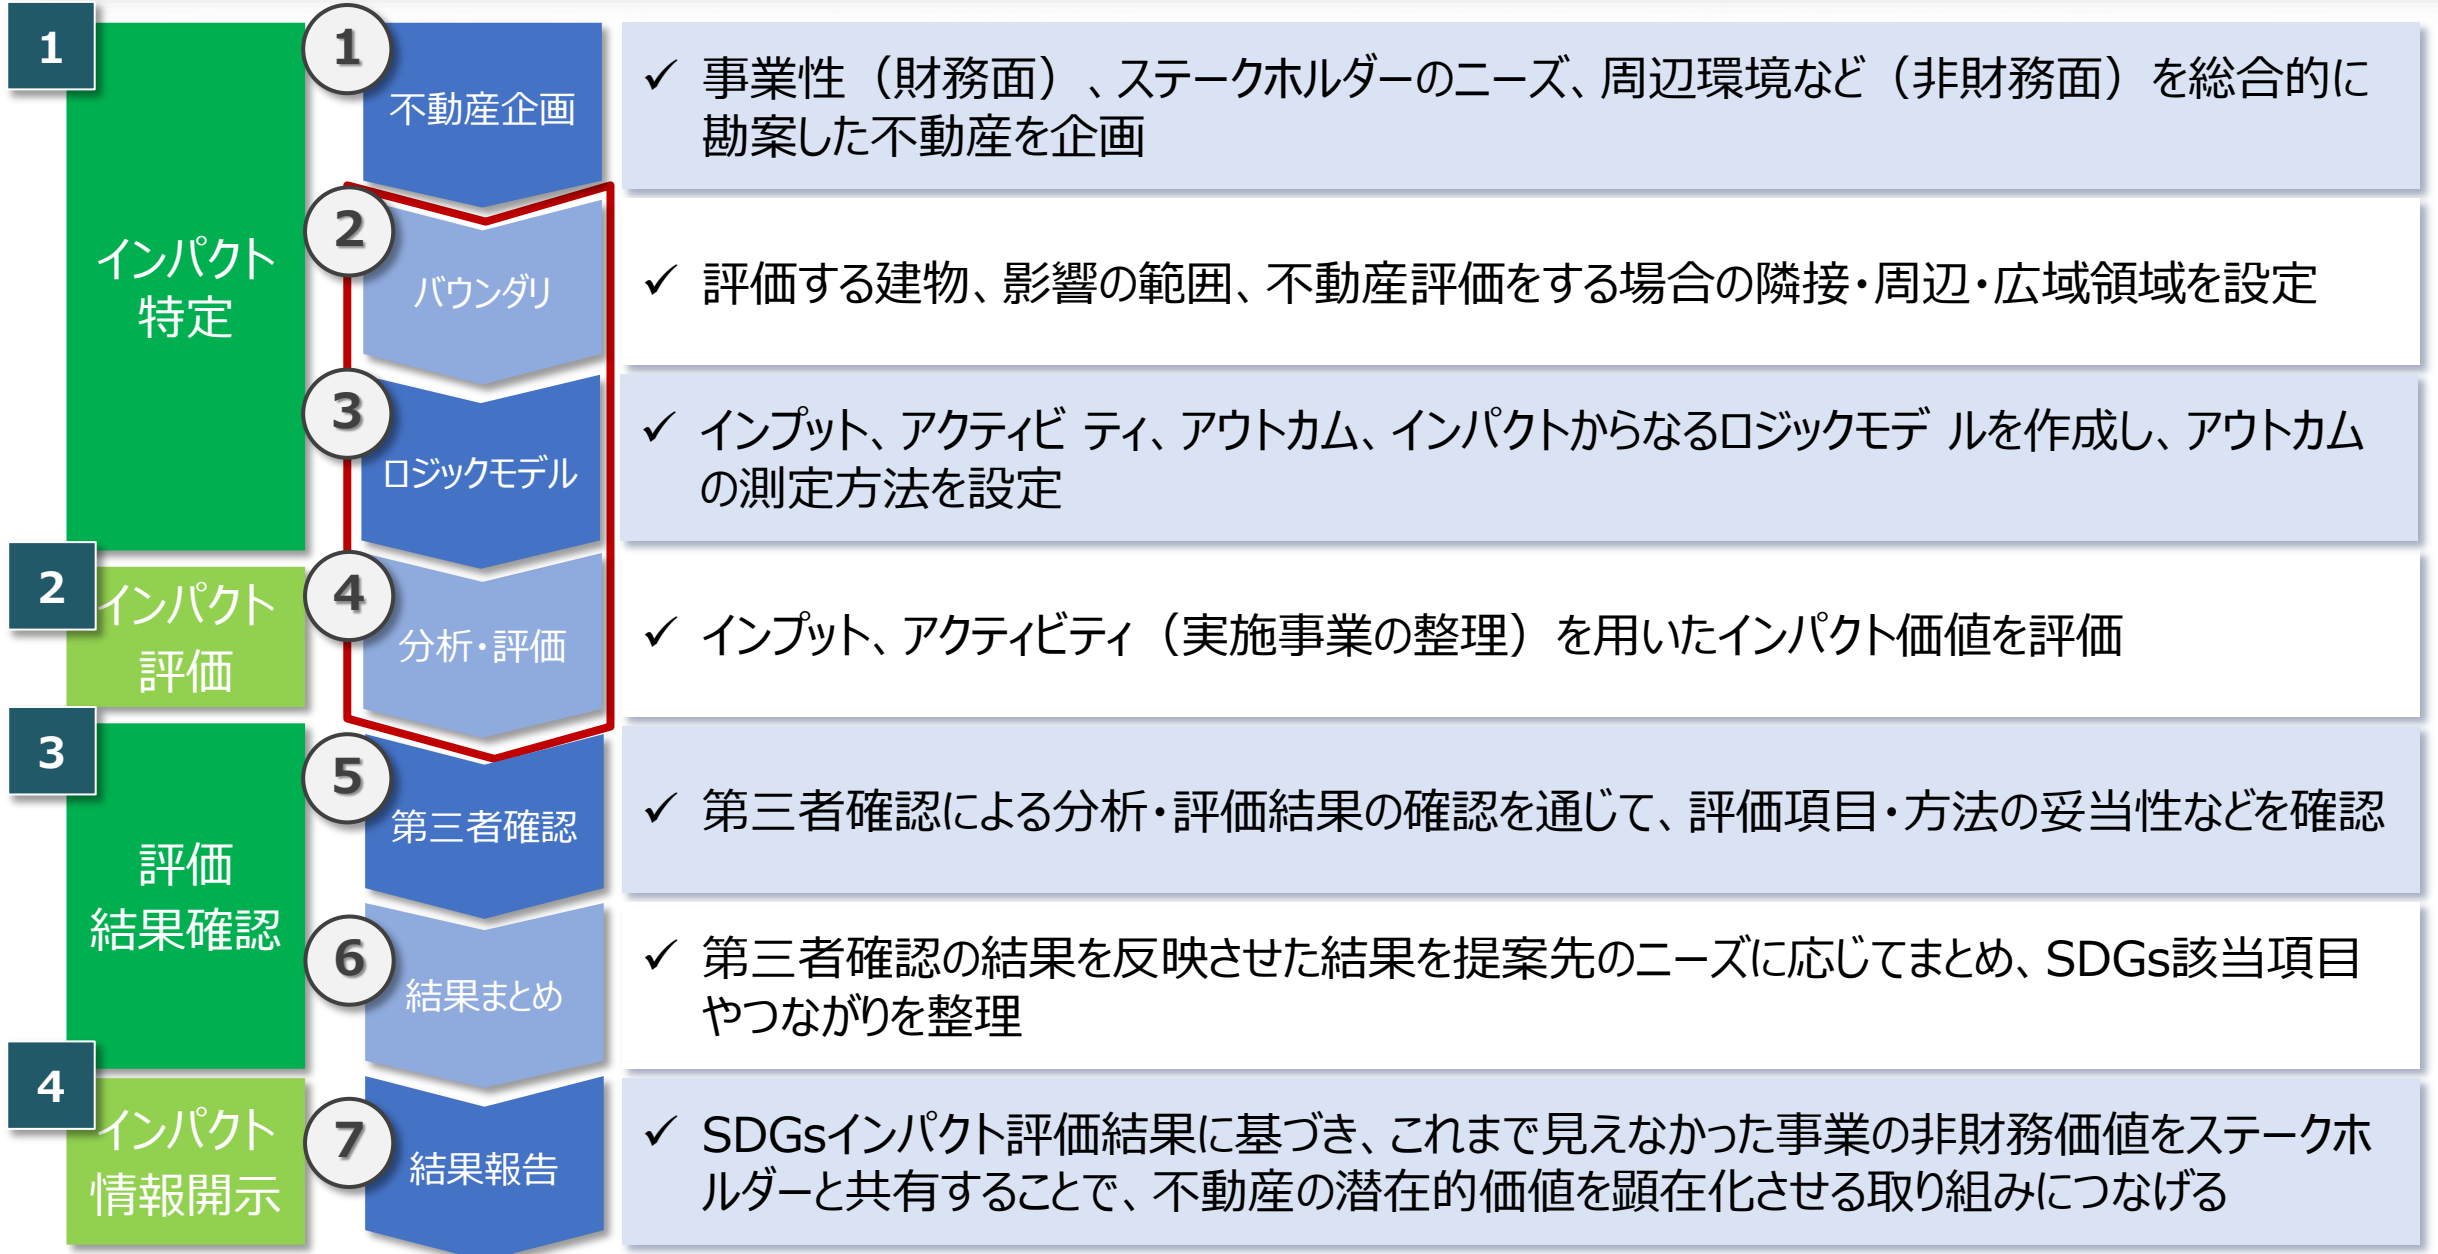 1
インパクト
特定
1
不動産企画
✓ 事業性（財務面）、ステークホルダーのニーズ、周辺環境など（非財務面）を総合的に
勘案した不動産を企画
2
バウンダリ
✓ 評価する建物、影響の範囲、不動産評価をする場合の隣接・周辺・広域領域を設定
3
ロジックモデル
✓ インプット、アクティビ ティ、アウトカム、インパクトからなるロジックモデ ルを作成し、アウトカム
の測定方法を設定
2
インパクト
評価
4
分析・評価
✓ インプット、アクティビティ（実施事業の整理）を用いたインパクト価値を評価
3
評価
結果確認
5
第三者確認
✓ 第三者確認による分析・評価結果の確認を通じて、評価項目・方法の妥当性などを確認
6
結果まとめ
✓ 第三者確認の結果を反映させた結果を提案先のニーズに応じてまとめ、SDGs該当項目
やつながりを整理
4
インパクト
情報開示
7
結果報告
✓ SDGsインパクト評価結果に基づき、これまで見えなかった事業の非財務価値をステークホ
ルダーと共有することで、不動産の潜在的価値を顕在化させる取り組みにつなげる